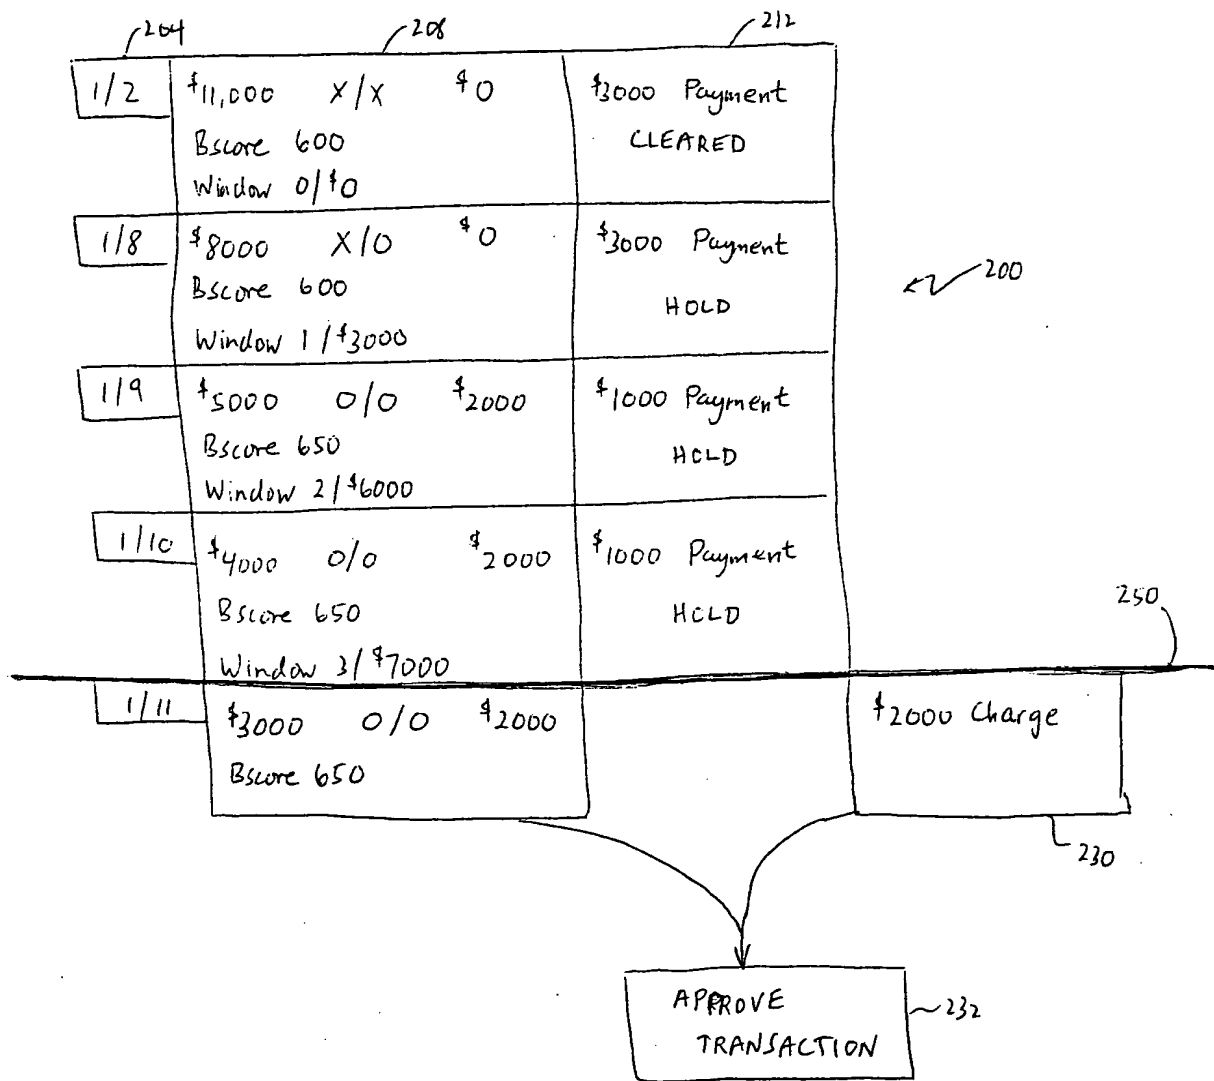 204 208 212
1/2 $11,000 X/X $0 $3000 Payment
Bscore 600 CLEARED
Window 0/$0
1/8 $8000 X/0 $0 $3000 Payment
Bscore 600 HOLD
Window 1/$3000
200
1/9 $5000 0/0 $2000 $1000 Payment
Bscore 650 HOLD
Window 2/$6000
1/10 $4000 0/0 $2000 $1000 Payment
Bscore 650 HOLD
Window 3/$7000
250
1/11 $3000 0/0 $2000 $2000 Charge
Bscore 650
230
APPROVE
TRANSACTION
232